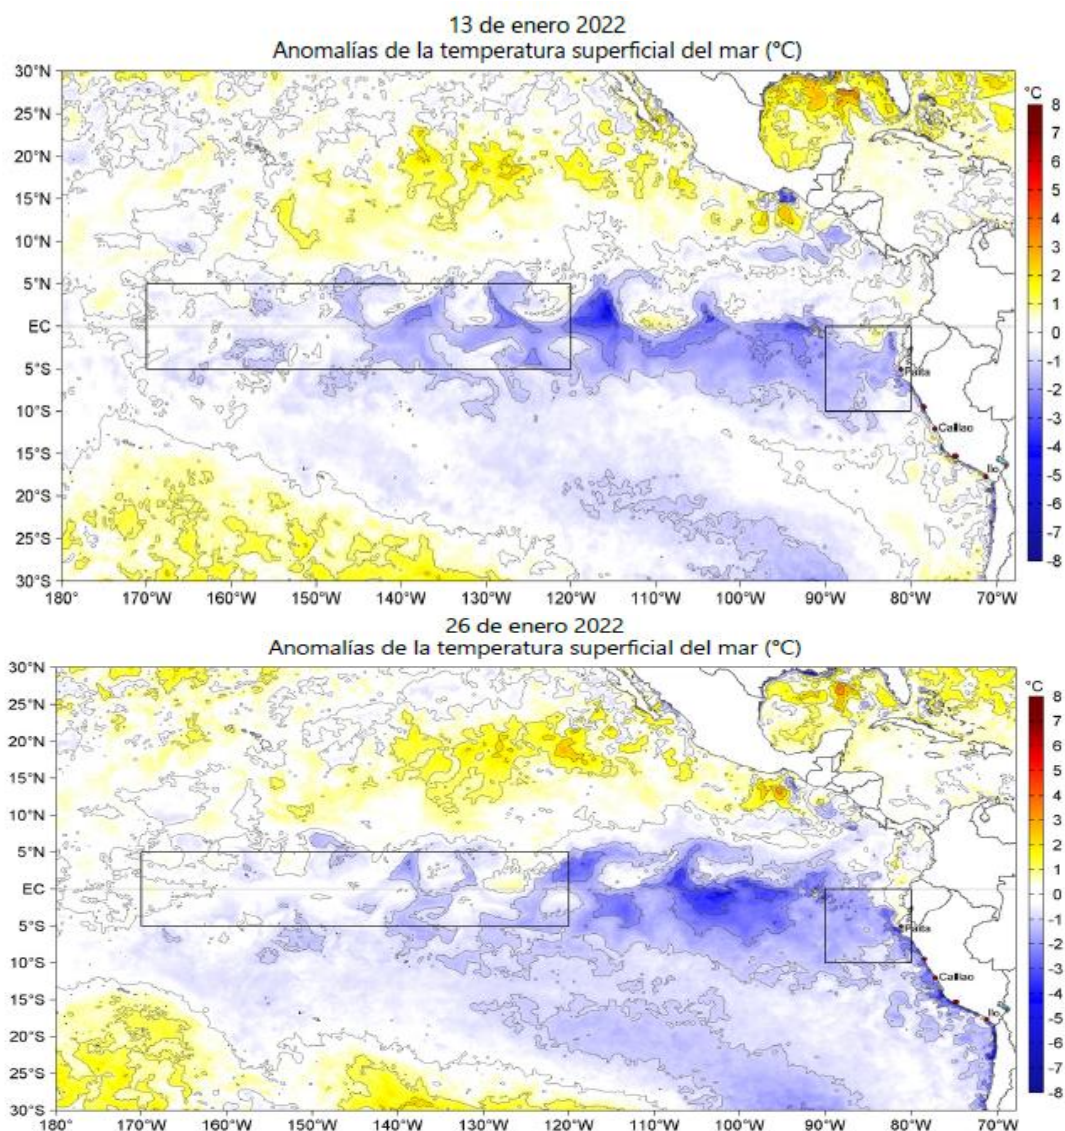 13 de enero 2022
Anomalías de la temperatura superficial del mar (°C)
30°N
°C
8
25°N
7
6
20°N
5
15°N
4
3
10°N
2
5°N
1
EC
0
Paita
-1
5°S
-2
10°S
Callao
-3
15°S
-4
Ilo
-5
20°S
-6
25°S
-7
30°S
-8
180° 170°W 160°W 150°W 140°W 130°W 120°W 110°W 100°W 90°W 80°W 70°W
26 de enero 2022
Anomalías de la temperatura superficial del mar (°C)
30°N
°C
8
25°N
7
6
20°N
5
15°N
4
3
10°N
2
5°N
1
EC
0
Paita
-1
5°S
-2
10°S
Callao
-3
15°S
-4
Ilo
-5
20°S
-6
25°S
-7
30°S
-8
180° 170°W 160°W 150°W 140°W 130°W 120°W 110°W 100°W 90°W 80°W 70°W